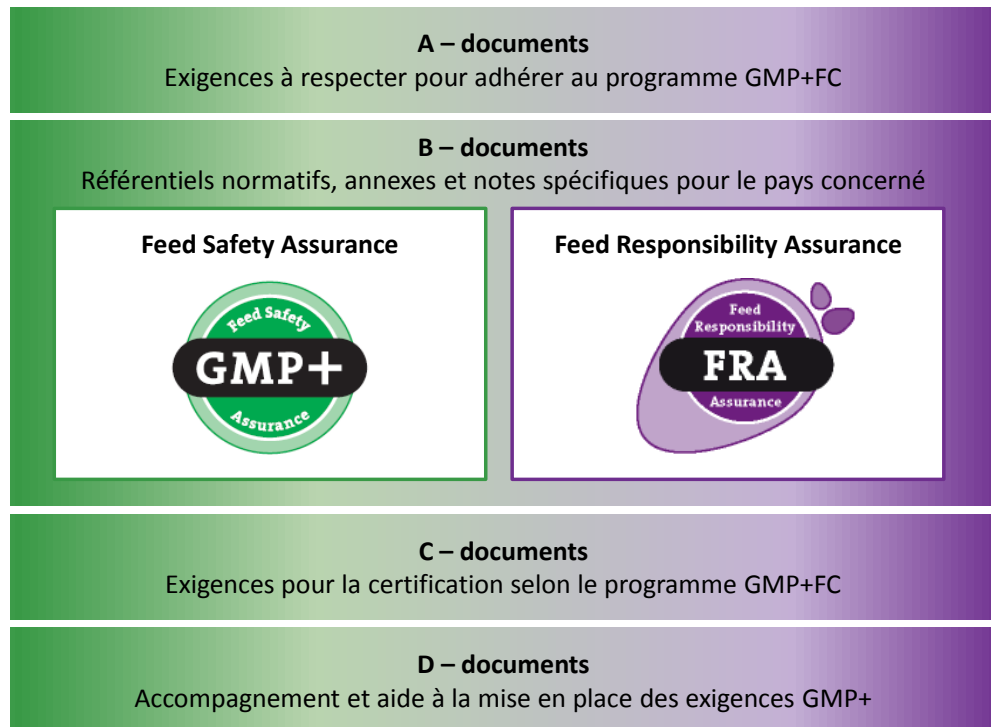 A – documents
Exigences à respecter pour adhérer au programme GMP+FC
B – documents
Référentiels normatifs, annexes et notes spécifiques pour le pays concerné
Feed Safety Assurance
Feed Safety
GMP+
Assurance
Feed Responsibility Assurance
Feed
Responsibility
FRA
Assurance
C – documents
Exigences pour la certification selon le programme GMP+FC
D – documents
Accompagnement et aide à la mise en place des exigences GMP+